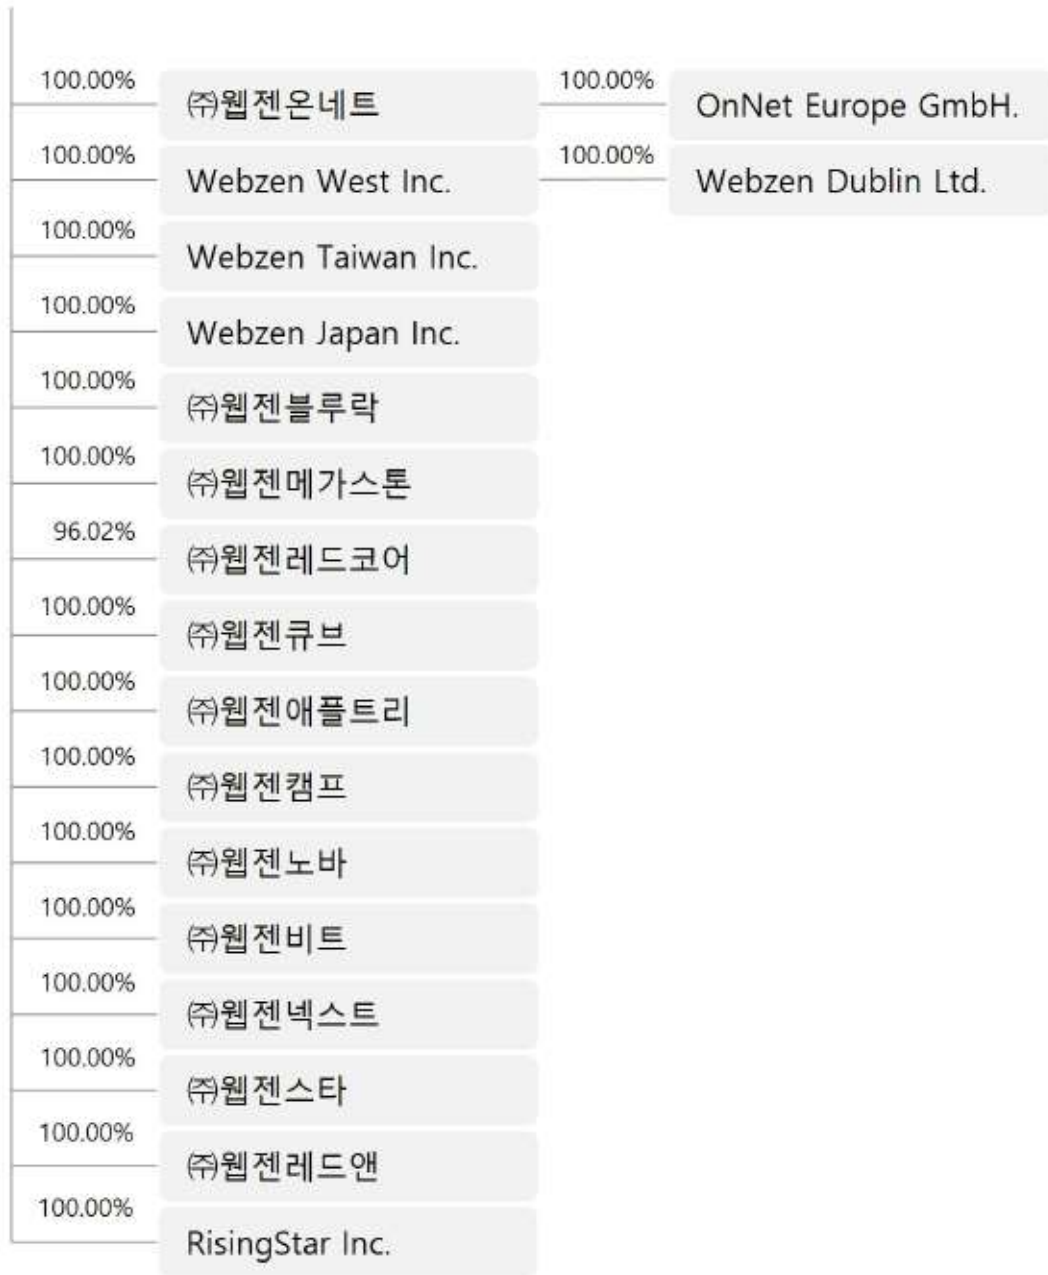 100.00% ㈜웹젠온네트 100.00% OnNet Europe GmbH.
100.00% Webzen West Inc. 100.00% Webzen Dublin Ltd.
100.00% Webzen Taiwan Inc.
100.00% Webzen Japan Inc.
100.00% ㈜웹젠블루락
100.00% ㈜웹젠메가스톤
96.02% ㈜웹젠레드코어
100.00% ㈜웹젠큐브
100.00% ㈜웹젠애플트리
100.00% ㈜웹젠캠프
100.00% ㈜웹젠노바
100.00% ㈜웹젠비트
100.00% ㈜웹젠넥스트
100.00% ㈜웹젠스타
100.00% ㈜웹젠레드앤
100.00% RisingStar Inc.